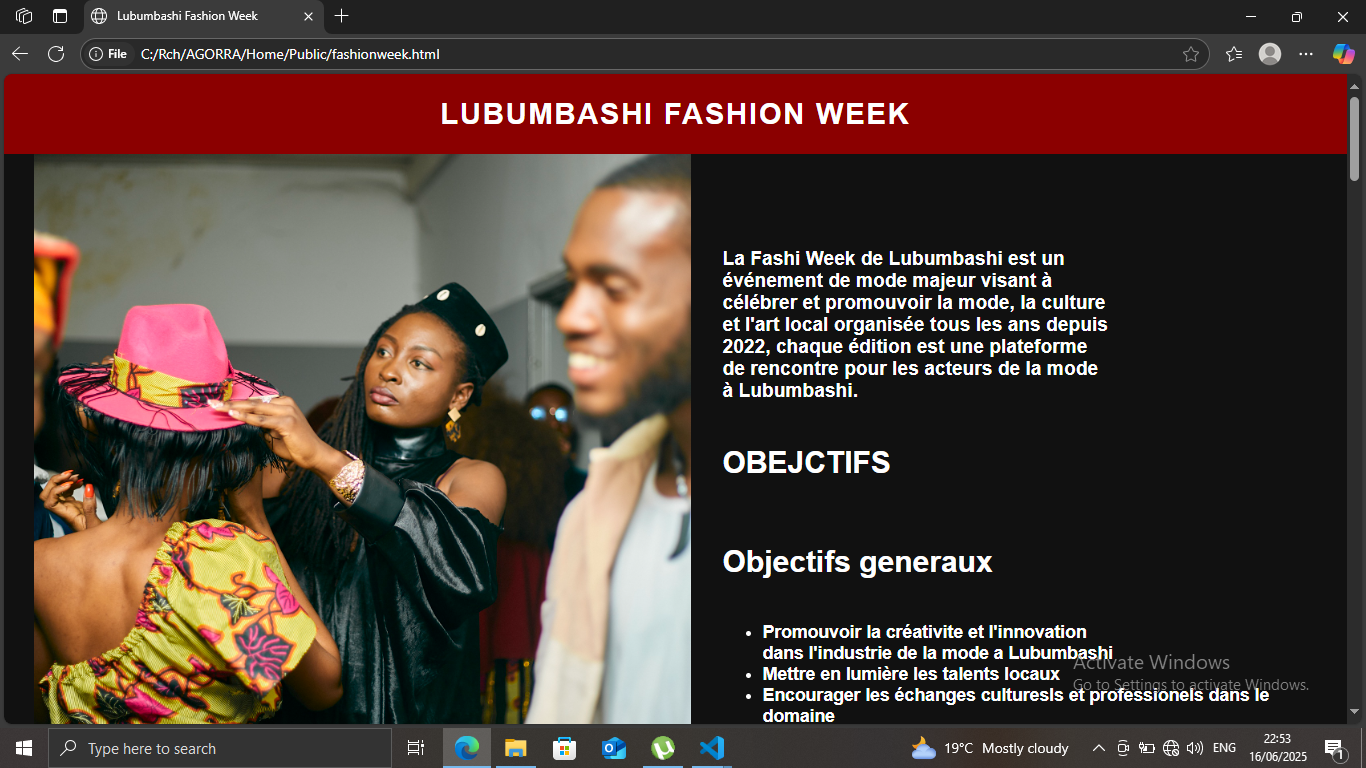 Lubumbashi Fashion Week
File C:/Rch/AGORRA/Home/Public/fashionweek.html
LUBUMBASHI FASHION WEEK
La Fashi Week de Lubumbashi est un
événement de mode majeur visant à
célébrer et promouvoir la mode, la culture
et l'art local organisée tous les ans depuis
2022, chaque édition est une plateforme
de rencontre pour les acteurs de la mode
à Lubumbashi.
OBEJCTIFS
Objectifs generaux
• Promouvoir la créativite et l'innovation
dans l'industrie de la mode a Lubumbashi
• Mettre en lumière les talents locaux
• Encourager les échanges culturesls et professionels dans le
domaine
Activate Windows
Go to Settings to activate Windows.
Type here to search
19°C Mostly cloudy
ENG
22:53
16/06/2025
1